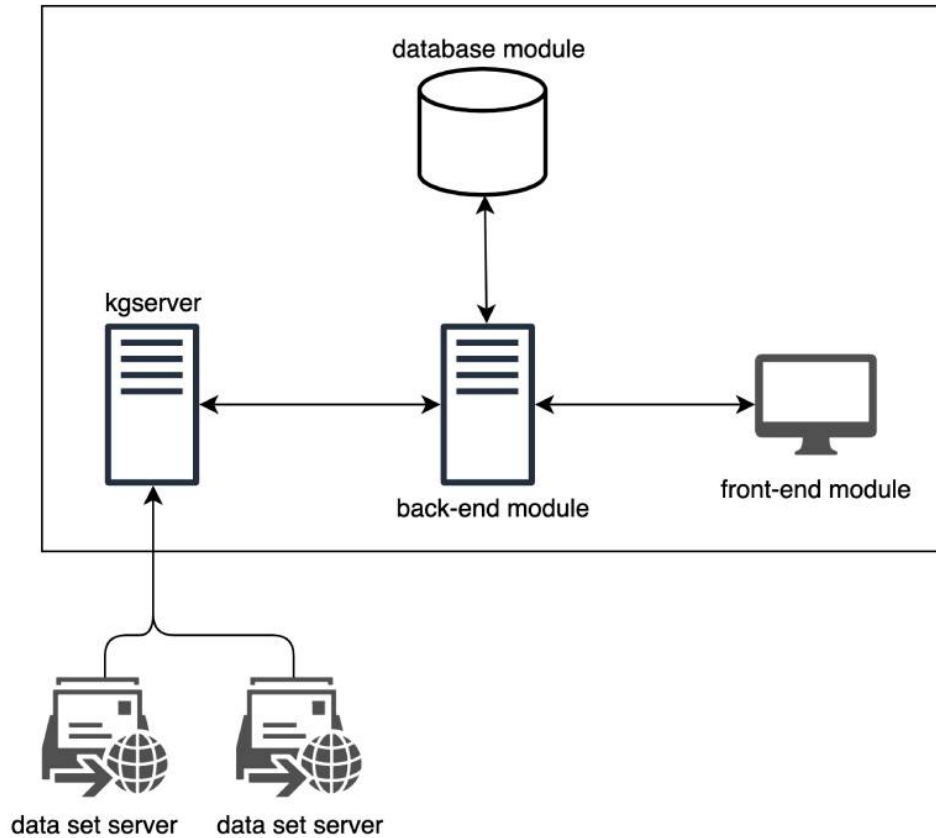 database module
kgserver
back-end module
front-end module
data set server
data set server